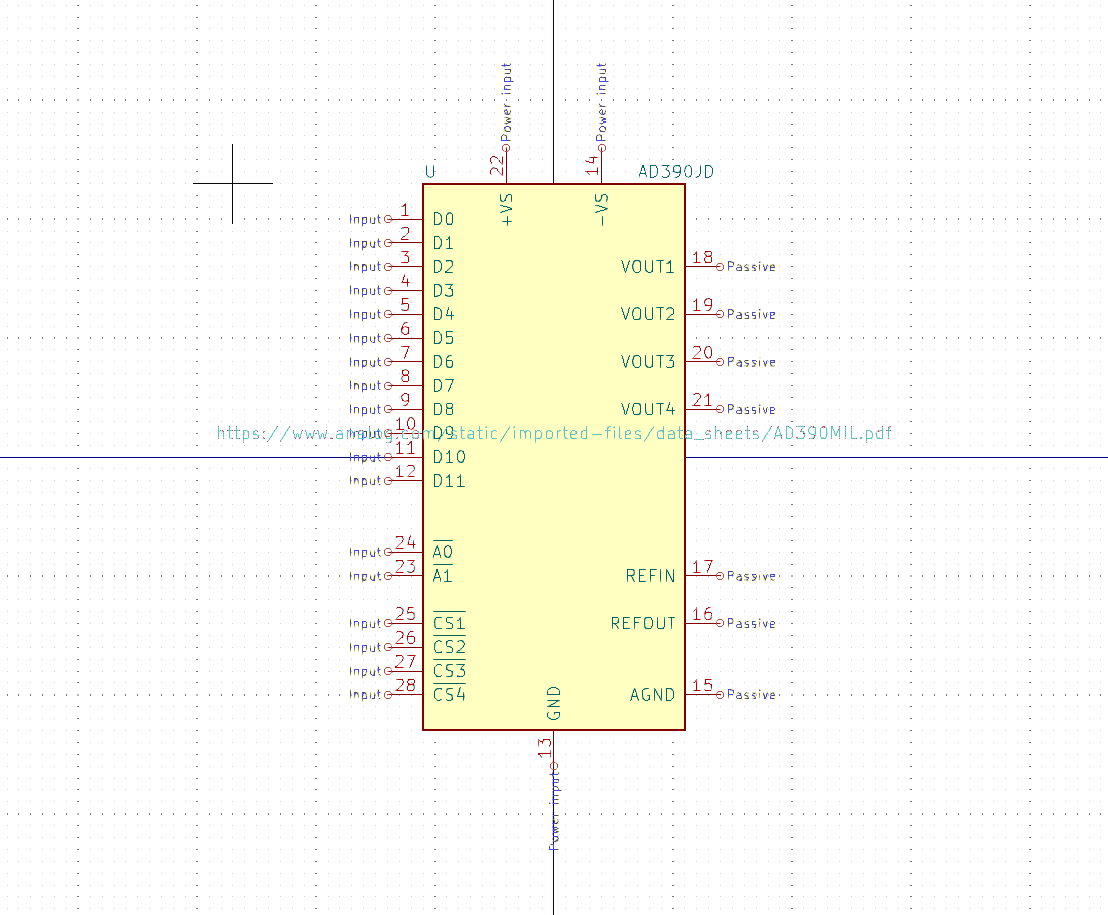 Power input
Power input
22
14
U
AD390JD
+VS
-VS
Input 1 D0
Input 2 D1
Input 3 D2
VOUT1 18 Passive
Input 4 D3
Input 5 D4
VOUT2 19 Passive
Input 6 D5
Input 7 D6
VOUT3 20 Passive
Input 8 D7
Input 9 D8
VOUT4 21 Passive
Input 10 D9
https://www.analog.com/static/imported-files/data_sheets/AD390MIL.pdf
Input 11 D10
Input 12 D11
Input 24 A0
Input 23 A1
REFIN 17 Passive
Input 25 CS1
REFOUT 16 Passive
Input 26 CS2
Input 27 CS3
Input 28 CS4
AGND 15 Passive
GND
13
Power input